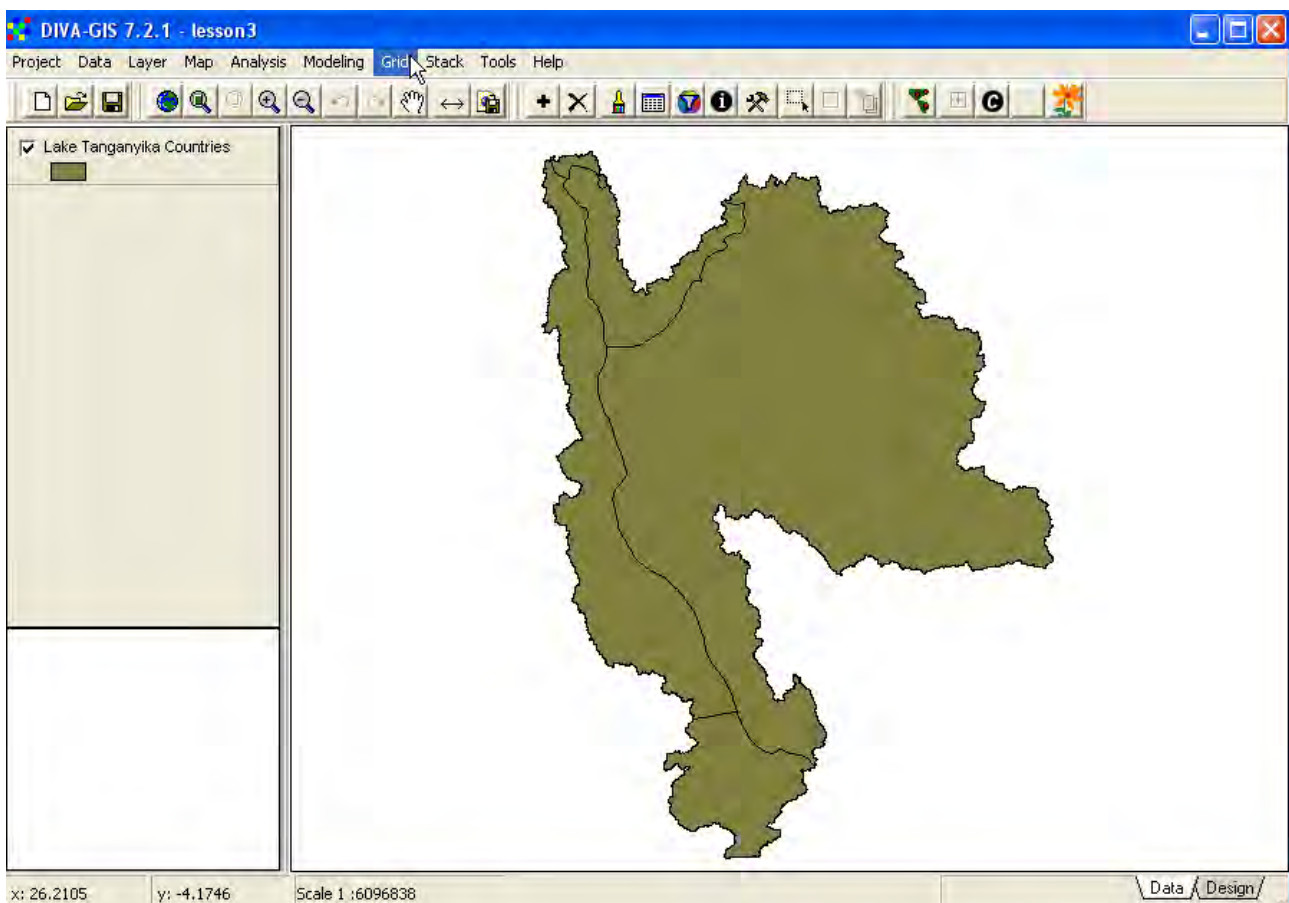 DIVA-GIS 7.2.1 - lesson3
Project Data Layer Map Analysis Modeling Grid Stack Tools Help
Lake Tanganyika Countries
x: 26.2105 y: -4.1746 Scale 1 :6096838 Data Design